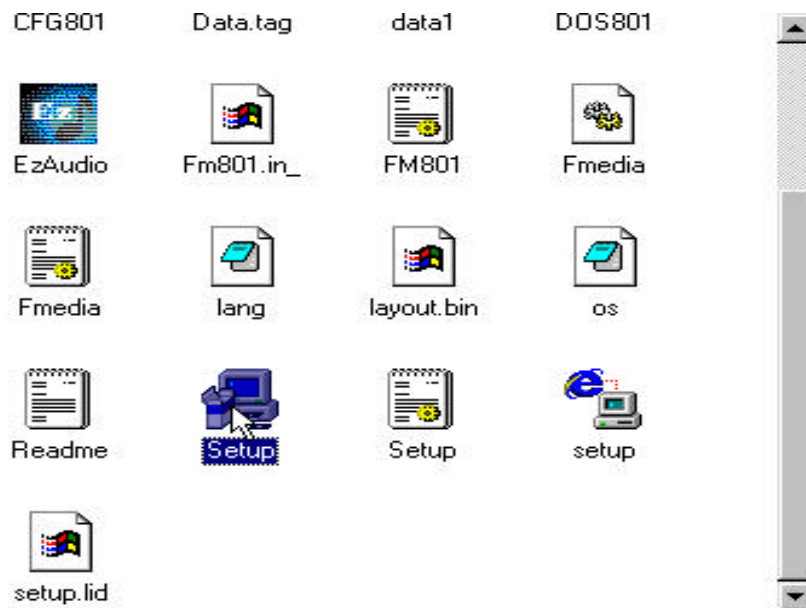 CFG801 Data.tag data1 DOS801
Ez
EzAudio Fm801.in_ FM801 Fmedia
Fmedia lang layout.bin os
Readme Setup Setup setup
setup.lid